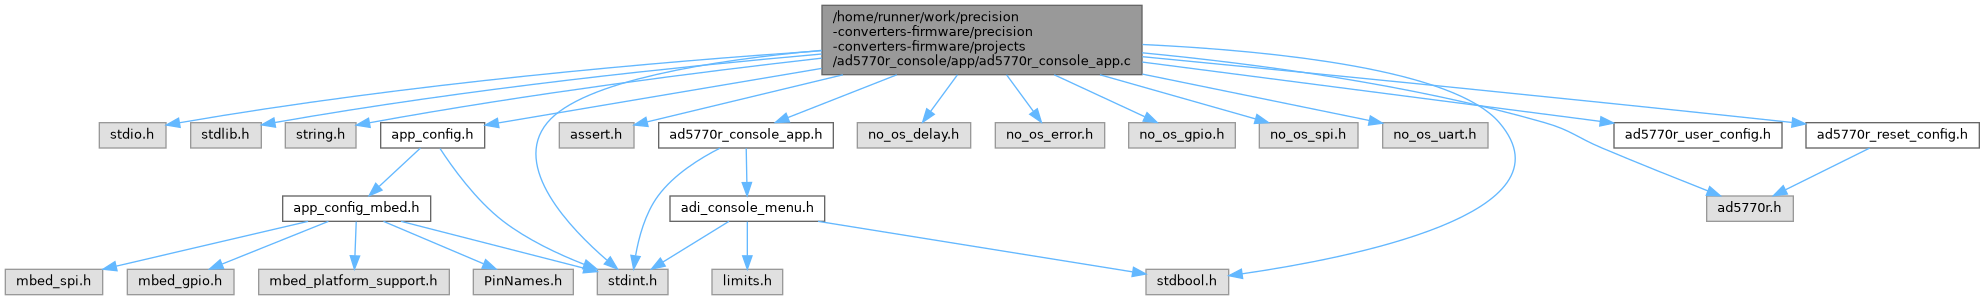 /home/runner/work/precision
-converters-firmware/precision
-converters-firmware/projects
/ad5770r_console/app/ad5770r_console_app.c
stdio.h
stdlib.h
string.h
app_config.h
assert.h
ad5770r_console_app.h
no_os_delay.h
no_os_error.h
no_os_gpio.h
no_os_spi.h
no_os_uart.h
ad5770r_user_config.h
ad5770r_reset_config.h
app_config_mbed.h
adi_console_menu.h
ad5770r.h
mbed_spi.h
mbed_gpio.h
mbed_platform_support.h
PinNames.h
stdint.h
limits.h
stdbool.h